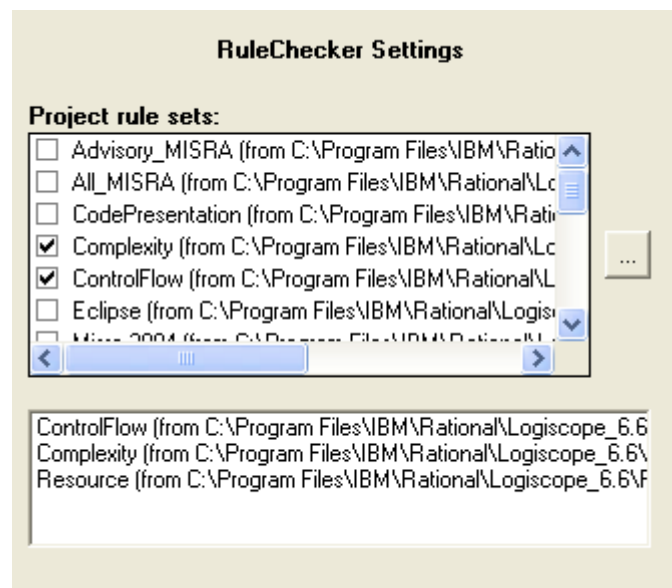 RuleChecker Settings
Project rule sets:
Advisory_MISRA (from C:\Program Files\IBM\Ratio
All_MISRA (from C:\Program Files\IBM\Rational\Lo
CodePresentation (from C:\Program Files\IBM\Rati
Complexity (from C:\Program Files\IBM\Rational\Lo
ControlFlow (from C:\Program Files\IBM\Rational\L
...
Eclipse (from C:\Program Files\IBM\Rational\Logis
ControlFlow (from C:\Program Files\IBM\Rational\Logiscope_6.6
Complexity (from C:\Program Files\IBM\Rational\Logiscope_6.6\
Resource (from C:\Program Files\IBM\Rational\Logiscope_6.6\